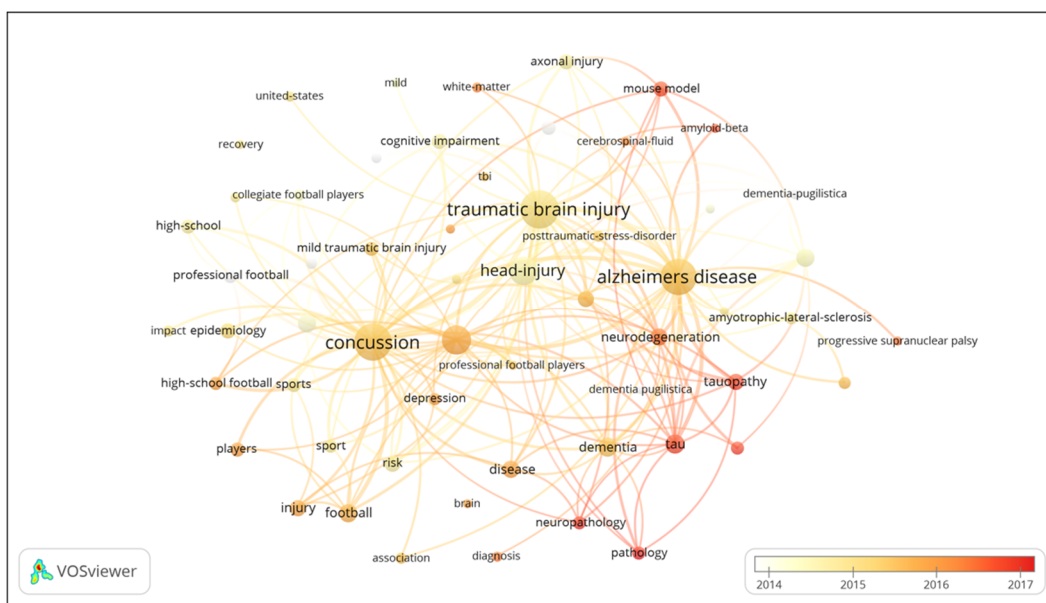 axonal injury
mild
white-matter
mouse model
united-states
amyloid-beta
recovery
cognitive impairment
cerebrospinal-fluid
tbi
collegiate football players
dementia-pugilistica
traumatic brain injury
high-school
posttraumatic-stress-disorder
mild traumatic brain injury
professional football
head-injury
alzheimers disease
amyotrophic-lateral-sclerosis
impact
epidemiology
neurodegeneration
progressive supranuclear palsy
concussion
professional football players
high-school football
sports
dementia pugilistica
tauopathy
depression
players
sport
dementia
tau
risk
disease
injury
football
brain
neuropathology
association
diagnosis
pathology
VOSviewer
2014 2015 2016 2017